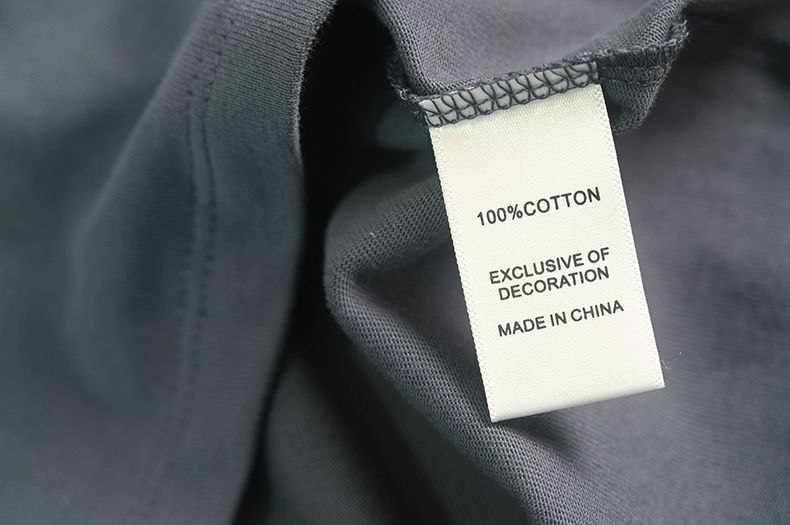 100%COTTON
EXCLUSIVE OF
DECORATION
MADE IN CHINA